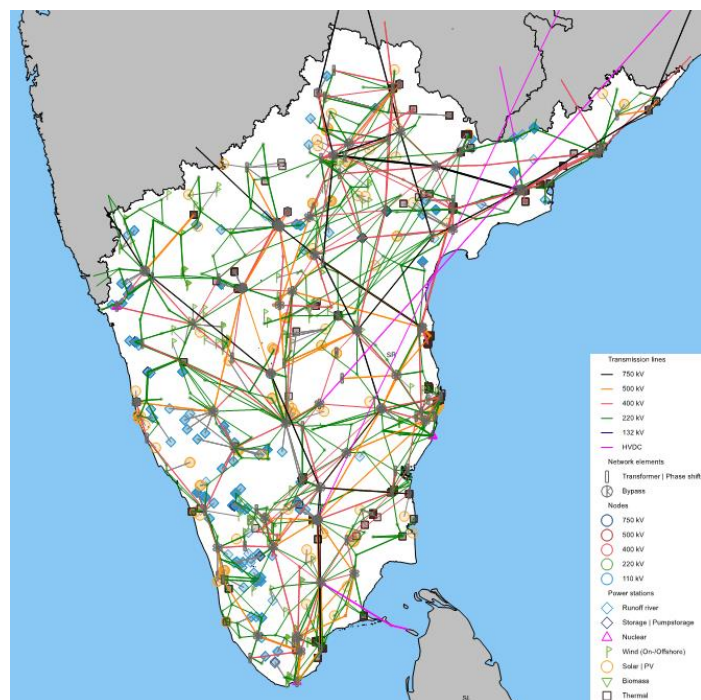 SR
Transmission lines
750 kV
500 kV
400 kV
220 kV
132 kV
HVDC
Network elements
Transformer | Phase shift
Bypass
Nodes
750 kV
500 kV
400 kV
220 kV
110 kV
Power stations
Runoff river
Storage | Pumpstorage
Nuclear
Wind (On-/Offshore)
Solar | PV
Biomass
Thermal
SL